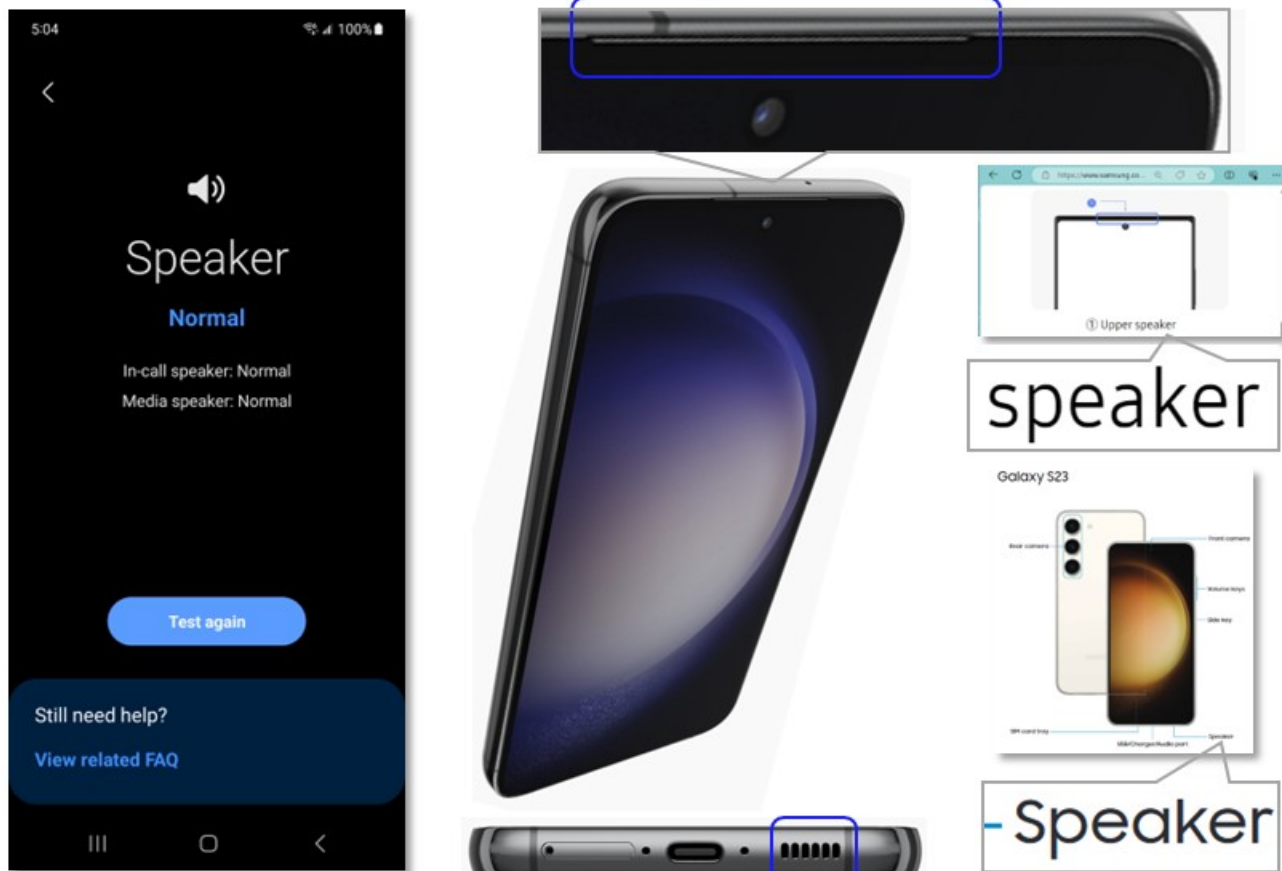 5:04
100%
Speaker
Normal
In-call speaker: Normal
Media speaker: Normal
Test again
Still need help?
View related FAQ
https://www.samsung.co...
① Upper speaker
speaker
Galaxy S23
Rear camera
Front camera
Volume keys
Side key
SIM card tray
USB/Charger/Audio port
Speaker
- Speaker